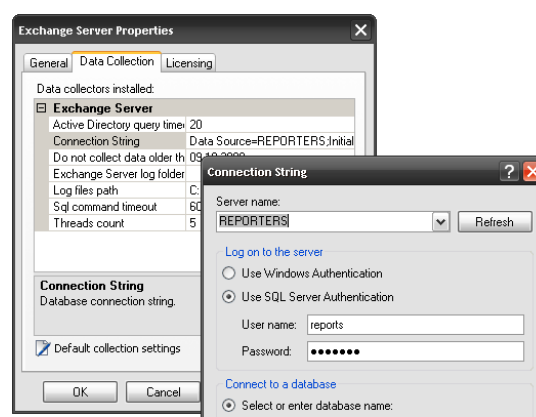 Exchange Server Properties
General Data Collection Licensing
Data collectors installed:
Exchange Server
Active Directory query time 20
Connection String Data Source=REPORTERS;Initial
Do not collect data older th
Exchange Server log folder
Log files path C:
Sql command timeout 60
Threads count 5
Connection String
Database connection string.
Default collection settings
OK Cancel
Connection String
Server name:
REPORTERS Refresh
Log on to the server
Use Windows Authentication
Use SQL Server Authentication
User name: reports
Password: •••••••
Connect to a database
Select or enter database name: